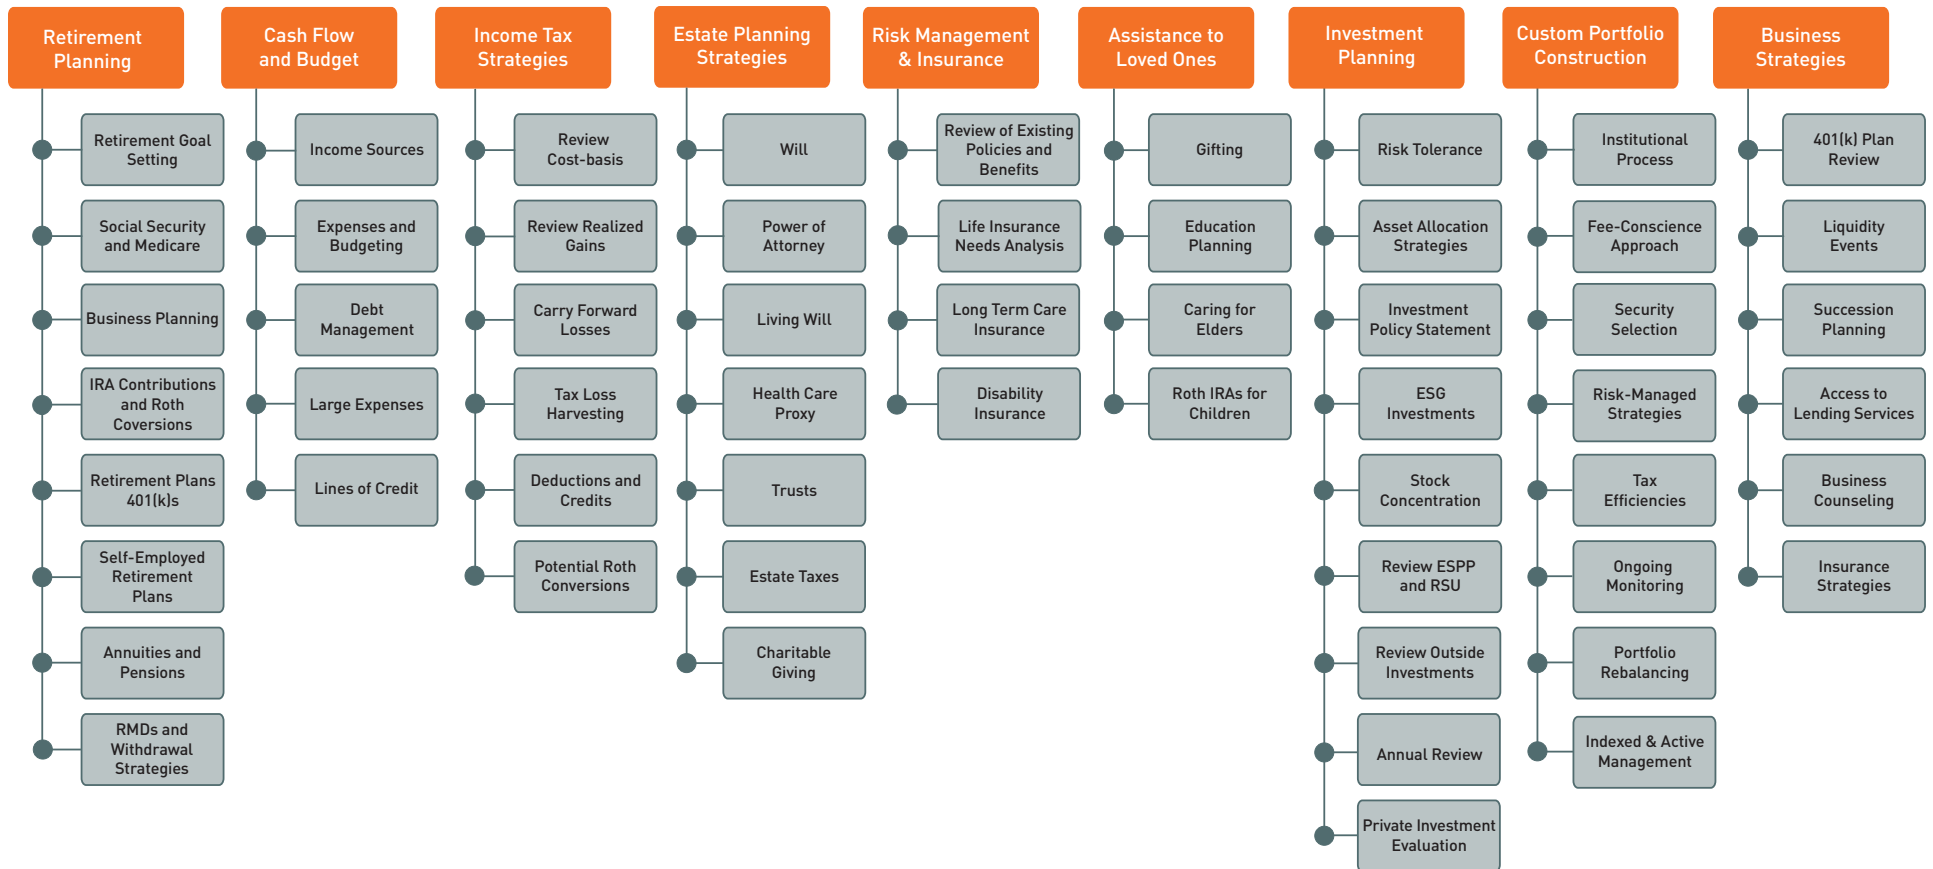 Retirement
Planning
Retirement Goal
Setting
Social Security
and Medicare
Business Planning
IRA Contributions
and Roth
Coversions
Retirement Plans
401(k)s
Self-Employed
Retirement
Plans
Annuities and
Pensions
RMDs and
Withdrawal
Strategies
Cash Flow
and Budget
Income Sources
Expenses and
Budgeting
Debt
Management
Large Expenses
Lines of Credit
Income Tax
Strategies
Review
Cost-basis
Review Realized
Gains
Carry Forward
Losses
Tax Loss
Harvesting
Deductions and
Credits
Potential Roth
Conversions
Estate Planning
Strategies
Will
Power of
Attorney
Living Will
Health Care
Proxy
Trusts
Estate Taxes
Charitable
Giving
Risk Management
& Insurance
Review of Existing
Policies and
Benefits
Life Insurance
Needs Analysis
Long Term Care
Insurance
Disability
Insurance
Assistance to
Loved Ones
Gifting
Education
Planning
Caring for
Elders
Roth IRAs for
Children
Investment
Planning
Risk Tolerance
Asset Allocation
Strategies
Investment
Policy Statement
ESG
Investments
Stock
Concentration
Review ESPP
and RSU
Review Outside
Investments
Annual Review
Private Investment
Evaluation
Custom Portfolio
Construction
Institutional
Process
Fee-Conscience
Approach
Security
Selection
Risk-Managed
Strategies
Tax
Efficiencies
Ongoing
Monitoring
Portfolio
Rebalancing
Indexed & Active
Management
Business
Strategies
401(k) Plan
Review
Liquidity
Events
Succession
Planning
Access to
Lending Services
Business
Counseling
Insurance
Strategies